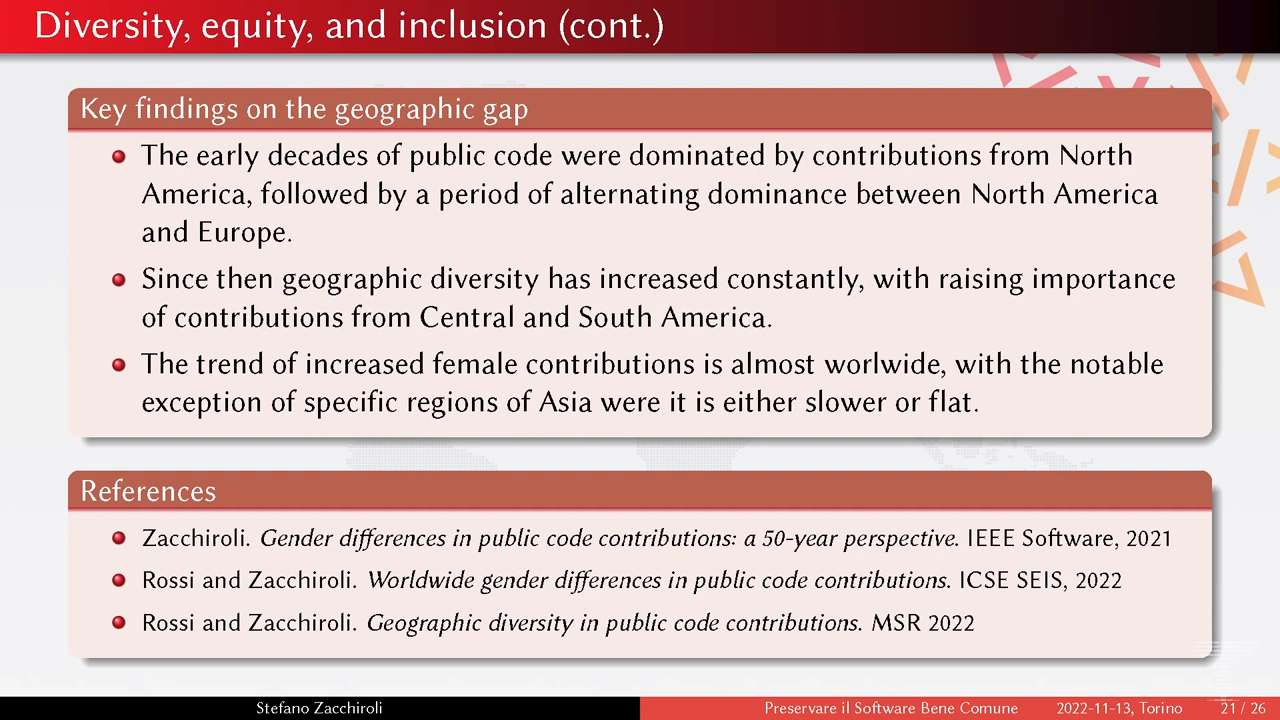 Diversity, equity, and inclusion (cont.)
Key findings on the geographic gap
The early decades of public code were dominated by contributions from North
America, followed by a period of alternating dominance between North America
and Europe.
Since then geographic diversity has increased constantly, with raising importance
of contributions from Central and South America.
The trend of increased female contributions is almost worlwide, with the notable
exception of specific regions of Asia were it is either slower or flat.
References
Zacchiroli. Gender differences in public code contributions: a 50-year perspective. IEEE Software, 2021
Rossi and Zacchiroli. Worldwide gender differences in public code contributions. ICSE SEIS, 2022
Rossi and Zacchiroli. Geographic diversity in public code contributions. MSR 2022
Stefano Zacchiroli Preservare il Software Bene Comune 2022-11-13, Torino 21 / 26